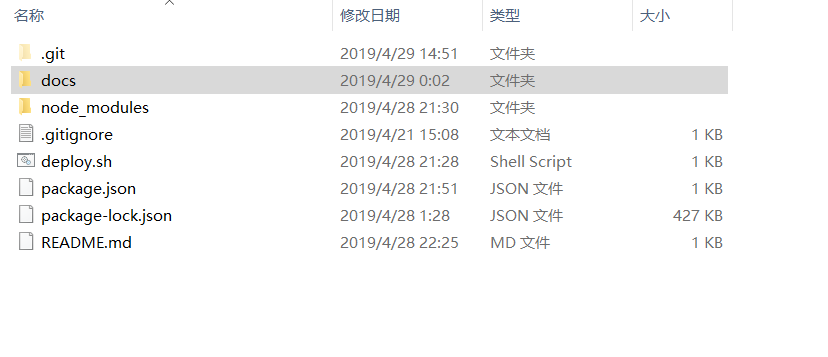 名称 修改日期 类型 大小
.git 2019/4/29 14:51 文件夹
docs 2019/4/29 0:02 文件夹
node_modules 2019/4/28 21:30 文件夹
.gitignore 2019/4/21 15:08 文本文档 1 KB
deploy.sh 2019/4/28 21:28 Shell Script 1 KB
package.json 2019/4/28 21:51 JSON 文件 1 KB
package-lock.json 2019/4/28 1:28 JSON 文件 427 KB
README.md 2019/4/28 22:25 MD 文件 1 KB